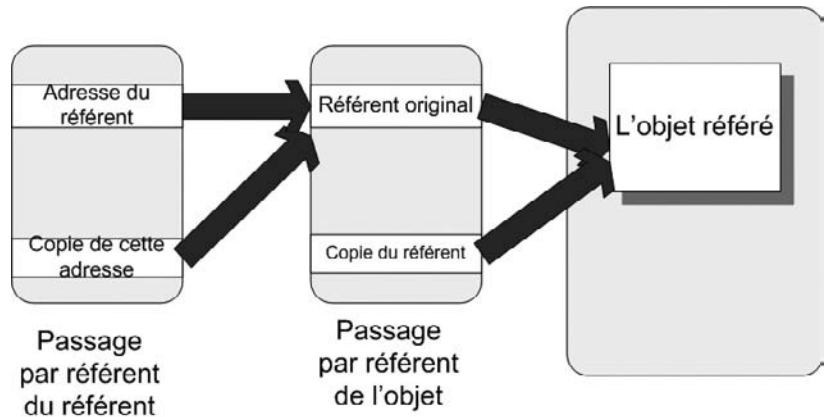 Adresse du
référent
Copie de cette
adresse
Passage
par référent
du référent
Référent original
Copie du référent
Passage
par référent
de l'objet
L'objet référé